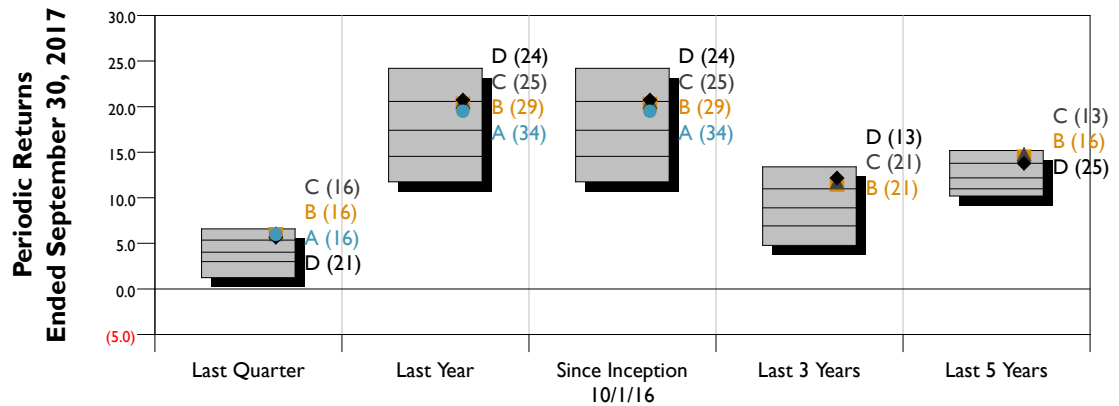 Periodic Returns
Ended September 30, 2017
30.0
25.0
20.0
15.0
10.0
5.0
0.0
(5.0)
C (16)
B (16)
A (16)
D (21)
D (24)
C (25)
B (29)
A (34)
D (24)
C (25)
B (29)
A (34)
D (13)
C (21)
B (21)
C (13)
B (16)
D (25)
Last Quarter
Last Year
Since Inception
10/1/16
Last 3 Years
Last 5 Years